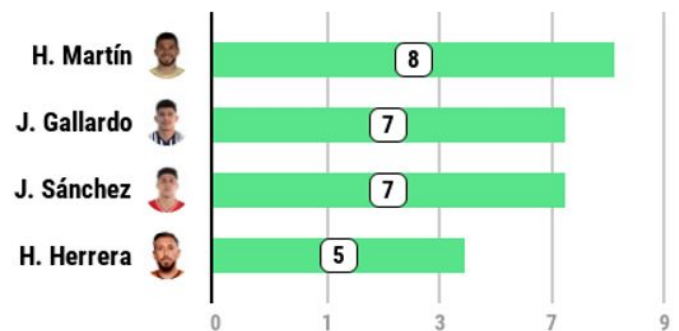 H. Martín 8
J. Gallardo 7
J. Sánchez 7
H. Herrera 5
0 1 3 7 9